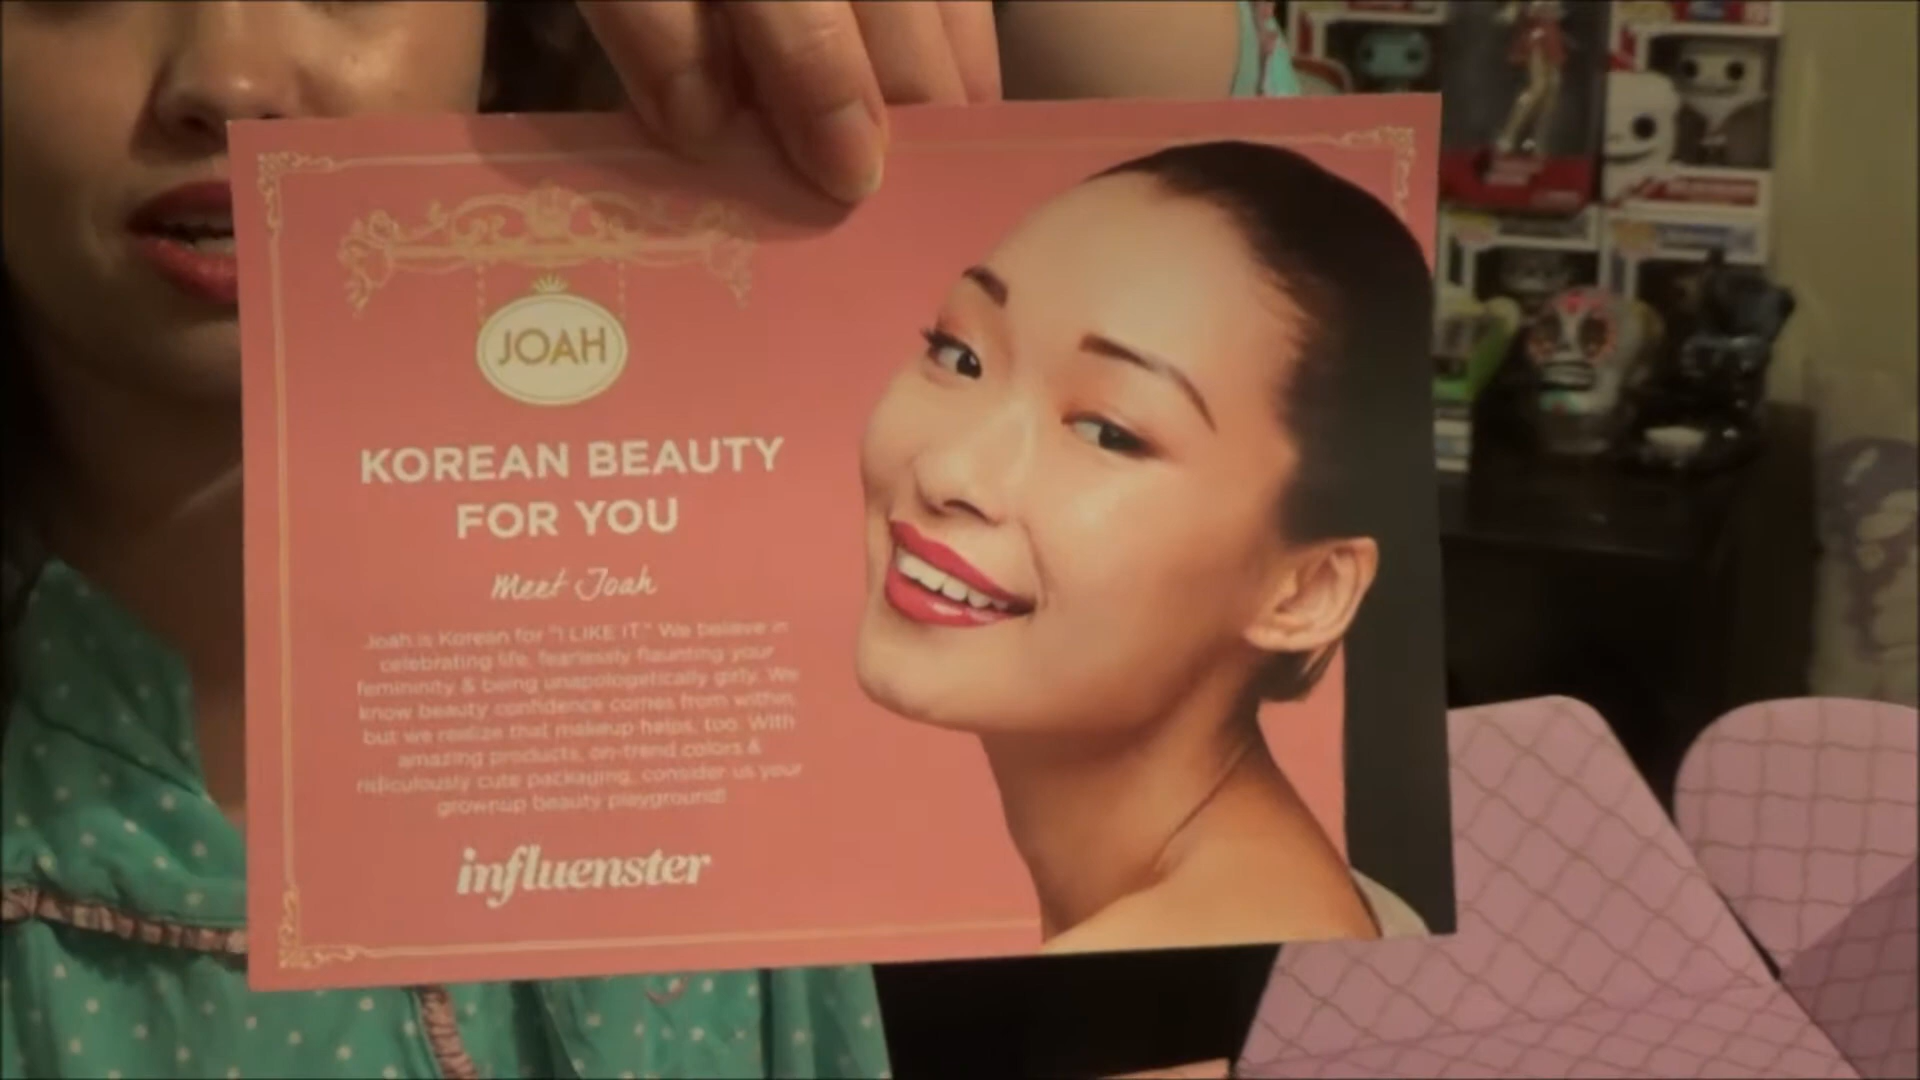 JOAH
KOREAN BEAUTY
FOR YOU
Meet Joah
Joah is Korean for "I LIKE IT." We believe in
celebrating life, fearlessly flaunting your
femininity & being unapologetically girly. We
know beauty confidence comes from within,
but we realize that makeup helps, too. With
amazing products, on-trend colors &
ridiculously cute packaging, consider us your
grownup beauty playground!
influenster